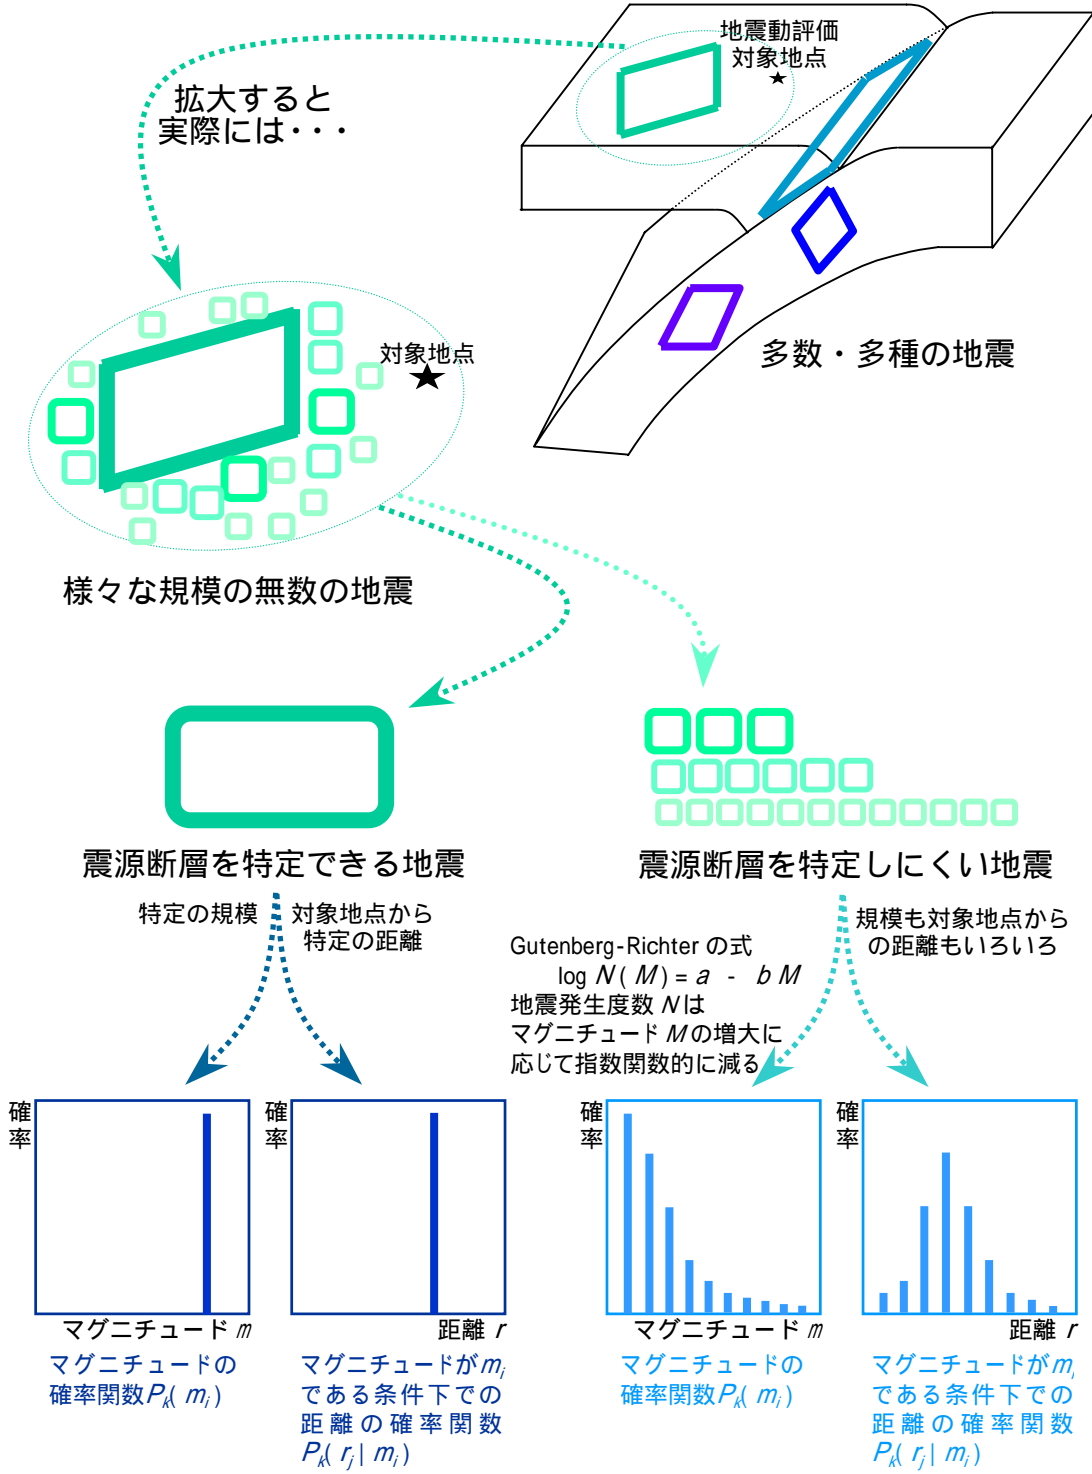 地震動評価
対象地点
拡大すると
実際には・・・
対象地点
多数・多種の地震
様々な規模の無数の地震
震源断層を特定できる地震
特定の規模
対象地点から
特定の距離
震源断層を特定しにくい地震
規模も対象地点から
の距離もいろいろ
Gutenberg-Richter の式
log N ( M ) = a - b M
地震発生度数 N は
マグニチュード M の増大に
応じて指数関数的に減る
確率
マグニチュード m
マグニチュードの
確率関数Pk( mi )
確率
距離 r
マグニチュードがmi
である条件下での
距離の確率関数
Pk( rj | mi )
確率
マグニチュード m
マグニチュードの
確率関数Pk( mi )
確率
距離 r
マグニチュードがmi
である条件下での
距離の確率関数
Pk( rj | mi )